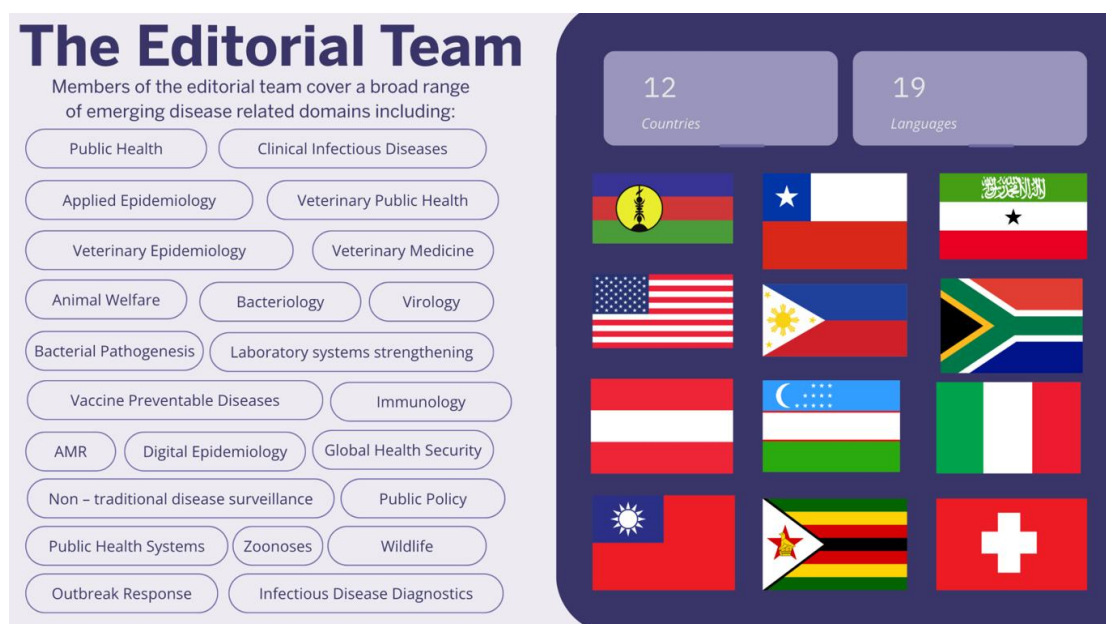 The Editorial Team
Members of the editorial team cover a broad range
of emerging disease related domains including:
Public Health
Clinical Infectious Diseases
Applied Epidemiology
Veterinary Public Health
Veterinary Epidemiology
Veterinary Medicine
Animal Welfare
Bacteriology
Virology
Bacterial Pathogenesis
Laboratory systems strengthening
Vaccine Preventable Diseases
Immunology
AMR
Digital Epidemiology
Global Health Security
Non – traditional disease surveillance
Public Policy
Public Health Systems
Zoonoses
Wildlife
Outbreak Response
Infectious Disease Diagnostics
12
Countries
19
Languages